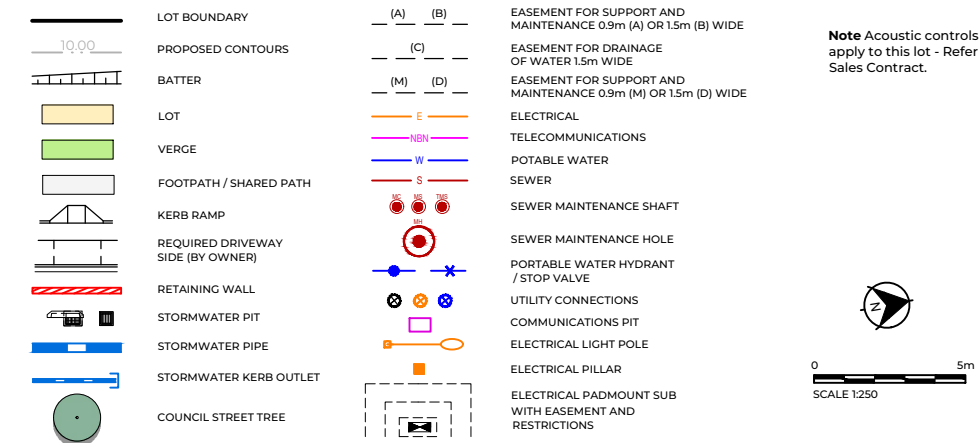 LOT BOUNDARY
10.00
PROPOSED CONTOURS
BATTER
LOT
VERGE
FOOTPATH / SHARED PATH
KERB RAMP
REQUIRED DRIVEWAY
SIDE (BY OWNER)
RETAINING WALL
STORMWATER PIT
STORMWATER PIPE
STORMWATER KERB OUTLET
COUNCIL STREET TREE
(A) (B)
EASEMENT FOR SUPPORT AND
MAINTENANCE 0.9m (A) OR 1.5m (B) WIDE
(C)
EASEMENT FOR DRAINAGE
OF WATER 1.5m WIDE
(M) (D)
EASEMENT FOR SUPPORT AND
MAINTENANCE 0.9m (M) OR 1.5m (D) WIDE
E
ELECTRICAL
NBN
TELECOMMUNICATIONS
W
POTABLE WATER
S
SEWER
MC MS TMS
SEWER MAINTENANCE SHAFT
MH
SEWER MAINTENANCE HOLE
PORTABLE WATER HYDRANT
/ STOP VALVE
UTILITY CONNECTIONS
COMMUNICATIONS PIT
ELECTRICAL LIGHT POLE
ELECTRICAL PILLAR
ELECTRICAL PADMOUNT SUB
WITH EASEMENT AND
RESTRICTIONS
Note Acoustic controls
apply to this lot - Refer
Sales Contract.
N
0 5m
SCALE 1:250